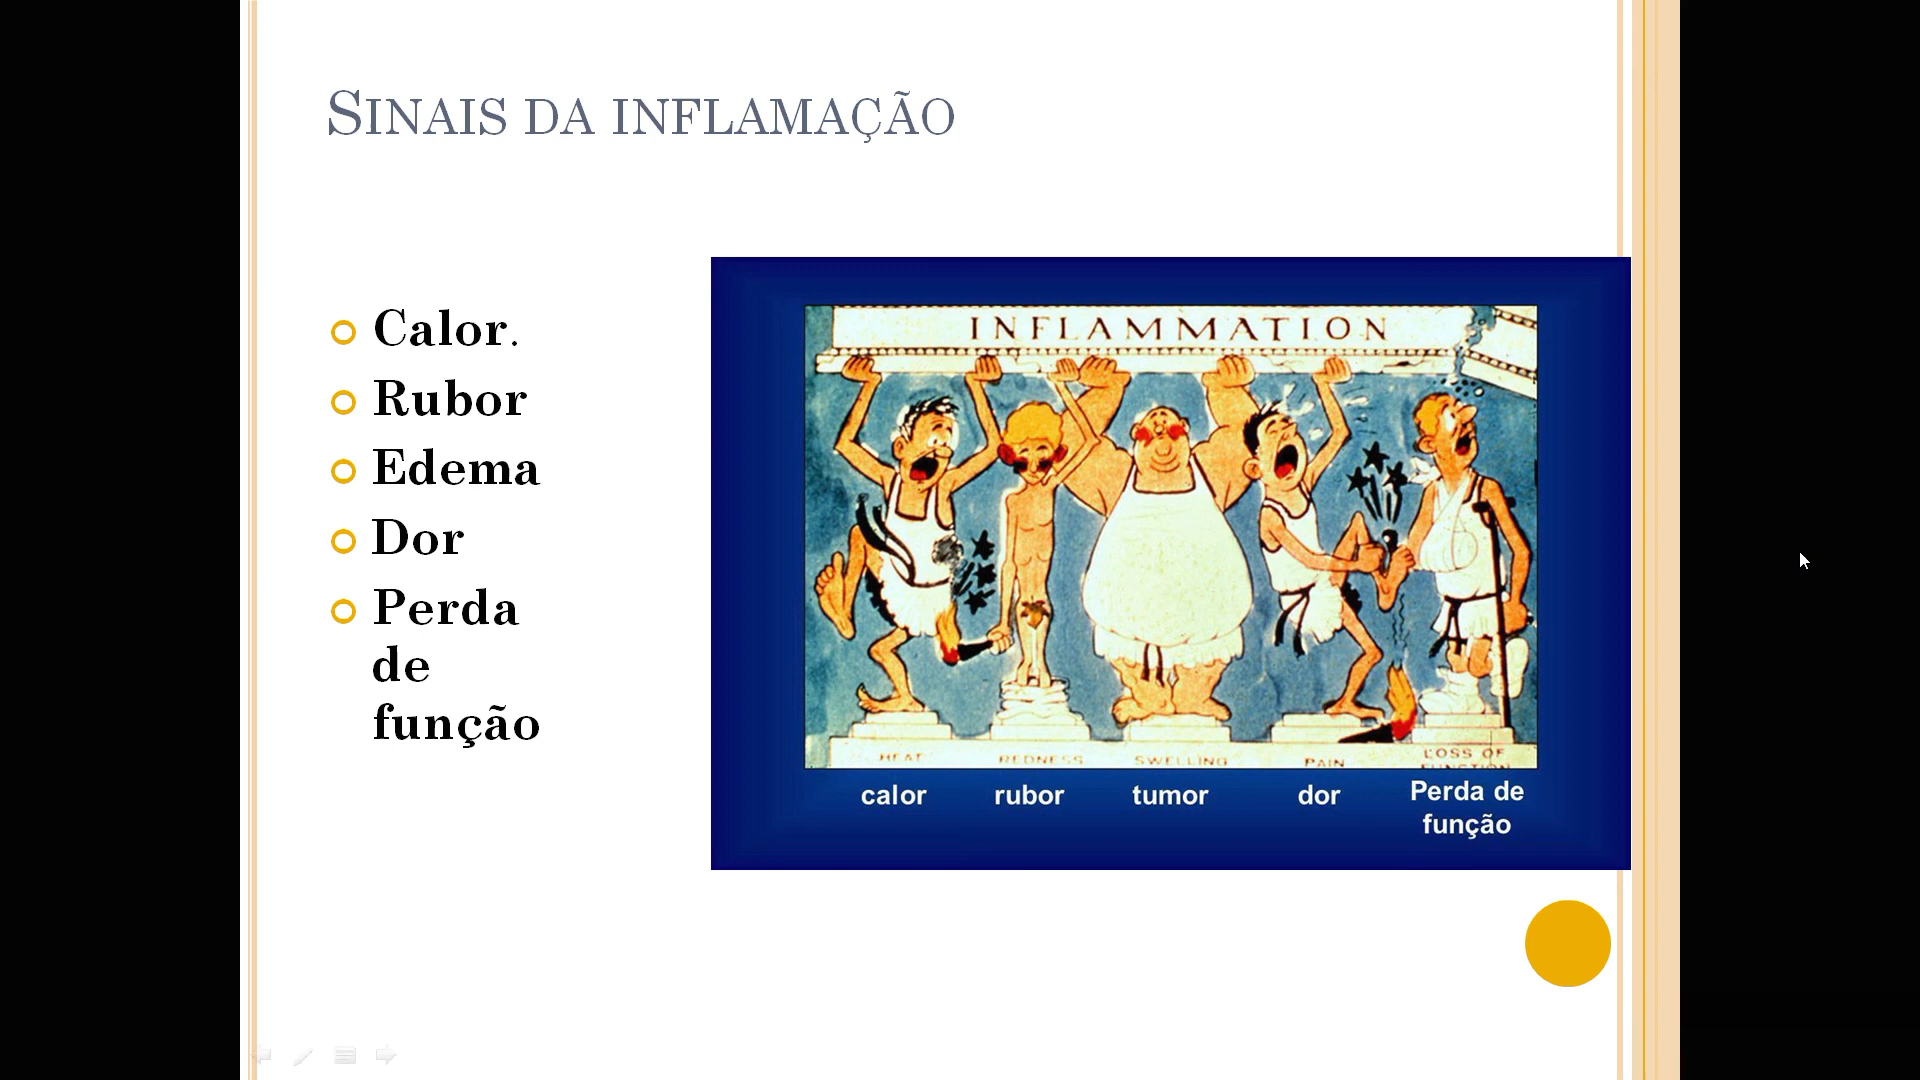 SINAIS DA INFLAMAÇÃO
Calor.
Rubor
Edema
Dor
Perda
de
função
INFLAMMATION
HEAT REDNESS SWELLING PAIN LOSS OF
FUNCTION
calor rubor tumor dor Perda de
função